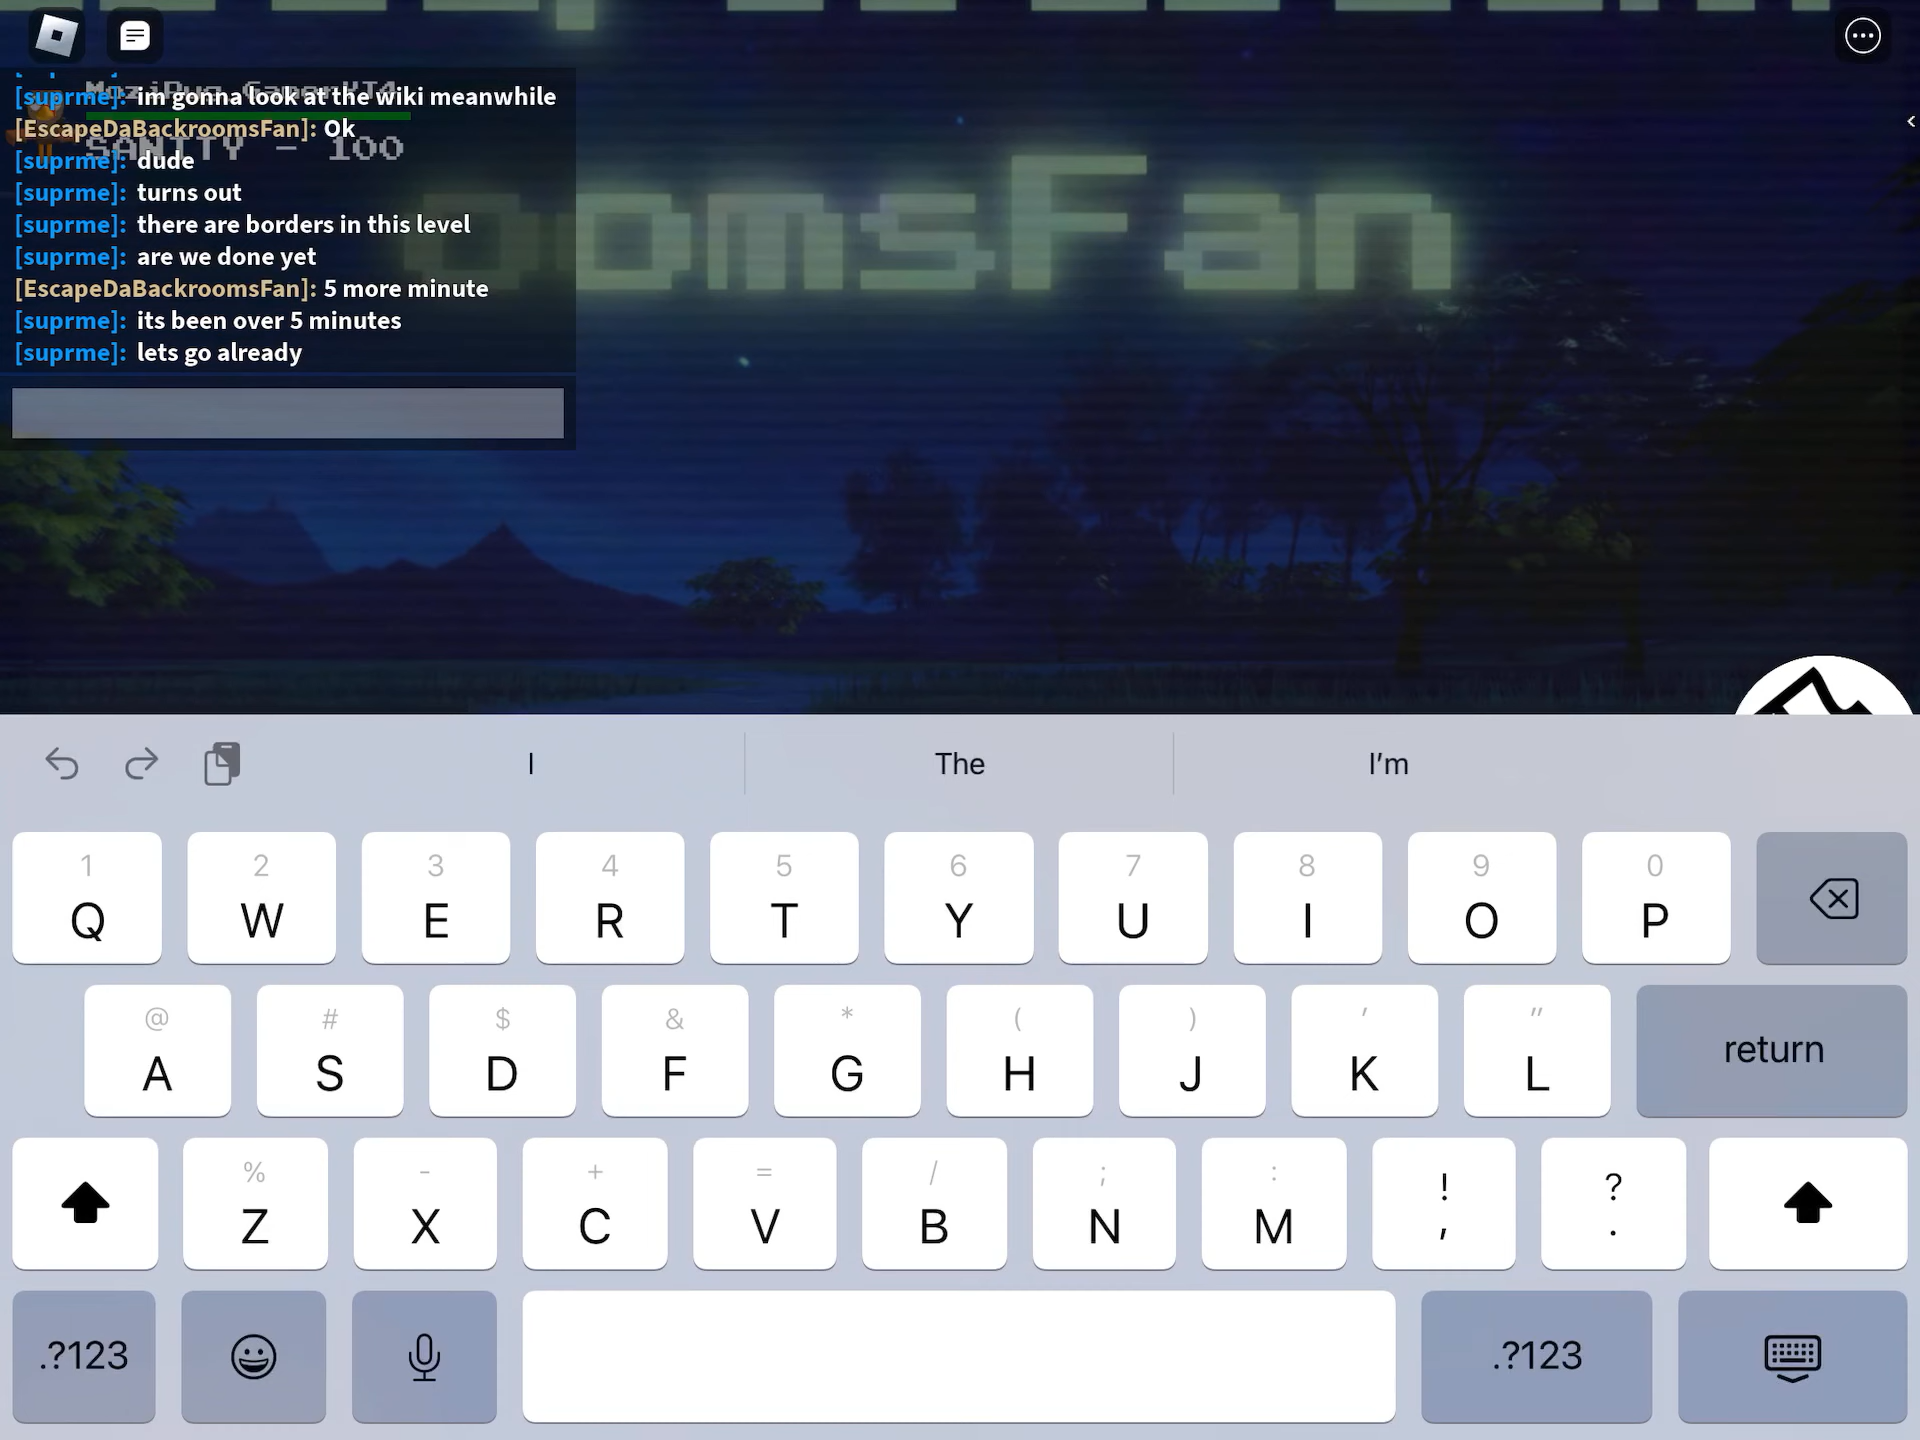 [suprme]: im gonna look at the wiki meanwhile
[EscapeDaBackroomsFan]: Ok
SANITY - 100
[suprme]: dude
[suprme]: turns out
[suprme]: there are borders in this level
[suprme]: are we done yet
[EscapeDaBackroomsFan]: 5 more minute
[suprme]: its been over 5 minutes
[suprme]: lets go already
oomsFan
I The I’m
1 2 3 4 5 6 7 8 9 0
Q W E R T Y U I O P
@ # $ & * ( ) ' "
A S D F G H J K L return
% - + = / ; : ! ?
Z X C V B N M , .
.?123 .?123